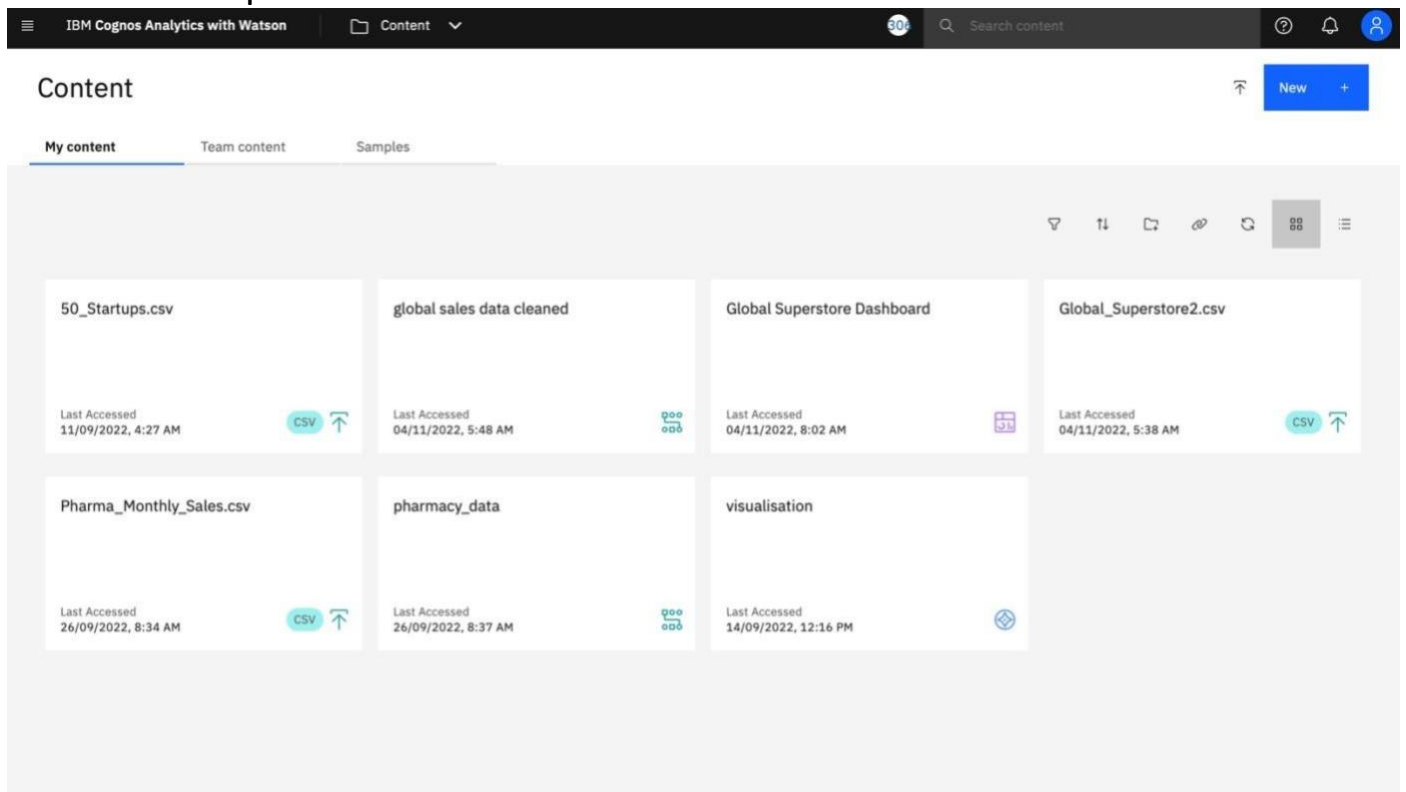 IBM Cognos Analytics with Watson
Content
306
Search content
Content
New +
My content
Team content
Samples
50_Startups.csv
Last Accessed
11/09/2022, 4:27 AM
CSV
global sales data cleaned
Last Accessed
04/11/2022, 5:48 AM
Global Superstore Dashboard
Last Accessed
04/11/2022, 8:02 AM
Global_Superstore2.csv
Last Accessed
04/11/2022, 5:38 AM
CSV
Pharma_Monthly_Sales.csv
Last Accessed
26/09/2022, 8:34 AM
CSV
pharmacy_data
Last Accessed
26/09/2022, 8:37 AM
visualisation
Last Accessed
14/09/2022, 12:16 PM